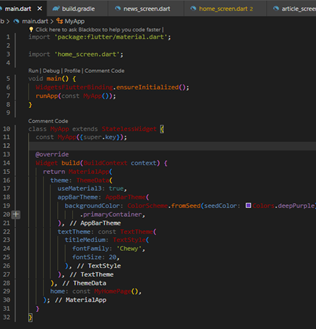 main.dart
build.gradle
news_screen.dart
home_screen.dart 2
article_screen
main.dart > MyApp
Click here to ask Blackbox to help you code faster |
1 import 'package:flutter/material.dart';
2
3 import 'home_screen.dart';
4
Run | Debug | Profile | Comment Code
5 void main() {
6 WidgetsFlutterBinding.ensureInitialized();
7 runApp(const MyApp());
8 }
9
Comment Code
10 class MyApp extends StatelessWidget {
11 const MyApp({super.key});
12
13 @override
14 Widget build(BuildContext context) {
15 return MaterialApp(
16 theme: ThemeData(
17 useMaterial3: true,
18 appBarTheme: AppBarTheme(
19 backgroundColor: ColorScheme.fromSeed(seedColor: Colors.deepPurple)
20 .primaryContainer,
21 ), // AppBarTheme
22 textTheme: const TextTheme(
23 titleMedium: TextStyle(
24 fontFamily: 'Chewy',
25 fontSize: 20,
26 ), // TextStyle
27 ), // TextTheme
28 ), // ThemeData
29 home: const MyHomePage(),
30 ); // MaterialApp
31 }
32 }